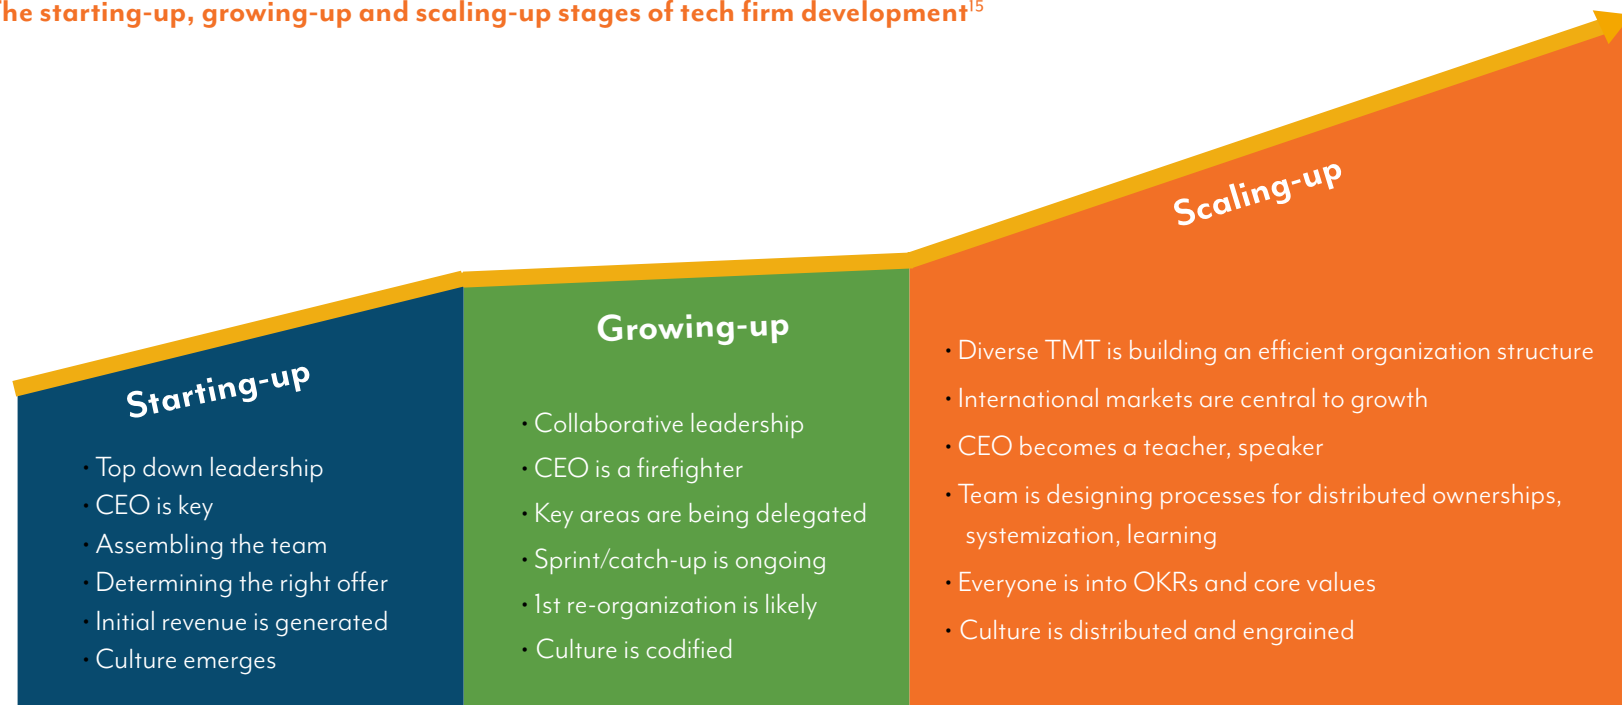 The starting-up, growing-up and scaling-up stages of tech firm development15
Starting-up
· Top down leadership
· CEO is key
· Assembling the team
· Determining the right offer
· Initial revenue is generated
· Culture emerges
Growing-up
· Collaborative leadership
· CEO is a firefighter
· Key areas are being delegated
· Sprint/catch-up is ongoing
· 1st re-organization is likely
· Culture is codified
Scaling-up
· Diverse TMT is building an efficient organization structure
· International markets are central to growth
· CEO becomes a teacher, speaker
· Team is designing processes for distributed ownerships,
systemization, learning
· Everyone is into OKRs and core values
· Culture is distributed and engrained